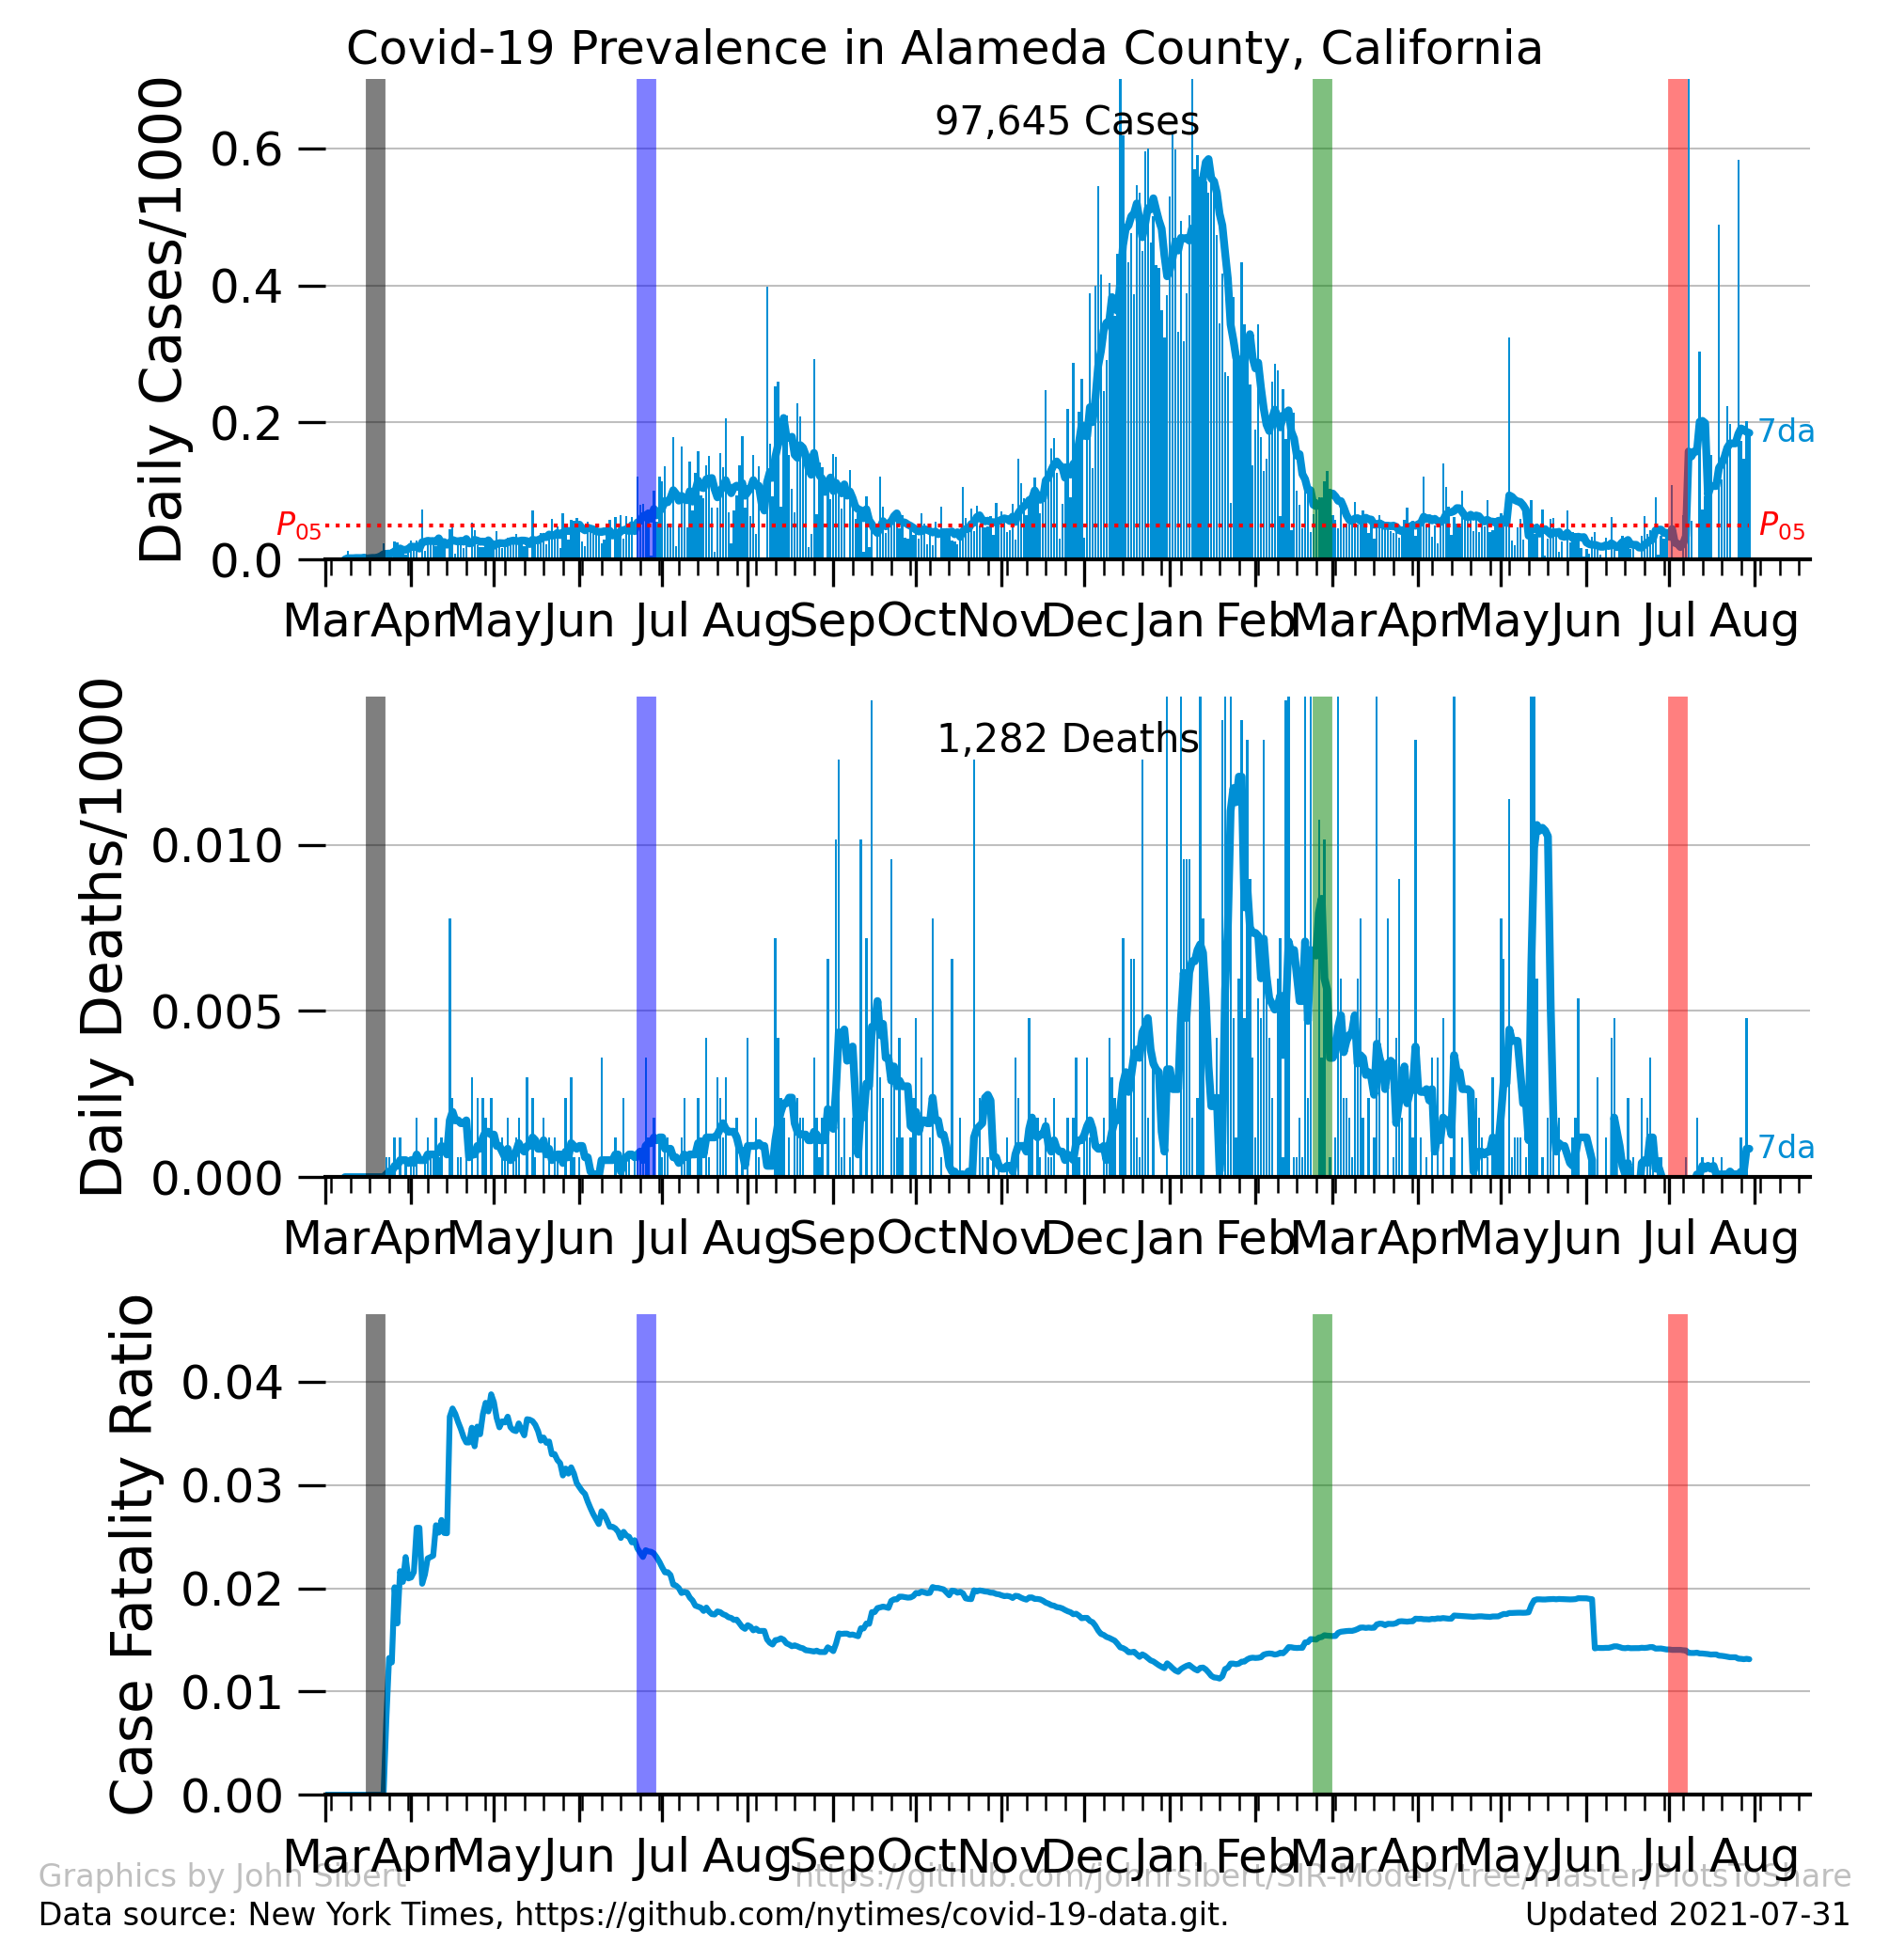 Covid-19 Prevalence in Alameda County, California
Daily Cases/1000
97,645 Cases
0.6
0.4
0.2
0.0
P05
P05
7da
Mar Apr May Jun Jul Aug Sep Oct Nov Dec Jan Feb Mar Apr May Jun Jul Aug
Daily Deaths/1000
1,282 Deaths
0.010
0.005
0.000
7da
Mar Apr May Jun Jul Aug Sep Oct Nov Dec Jan Feb Mar Apr May Jun Jul Aug
Case Fatality Ratio
0.04
0.03
0.02
0.01
0.00
Mar Apr May Jun Jul Aug Sep Oct Nov Dec Jan Feb Mar Apr May Jun Jul Aug
Graphics by John Sibert
https://github.com/johnrsibert/SIR-Models/tree/master/PlotsToShare
Data source: New York Times, https://github.com/nytimes/covid-19-data.git.
Updated 2021-07-31